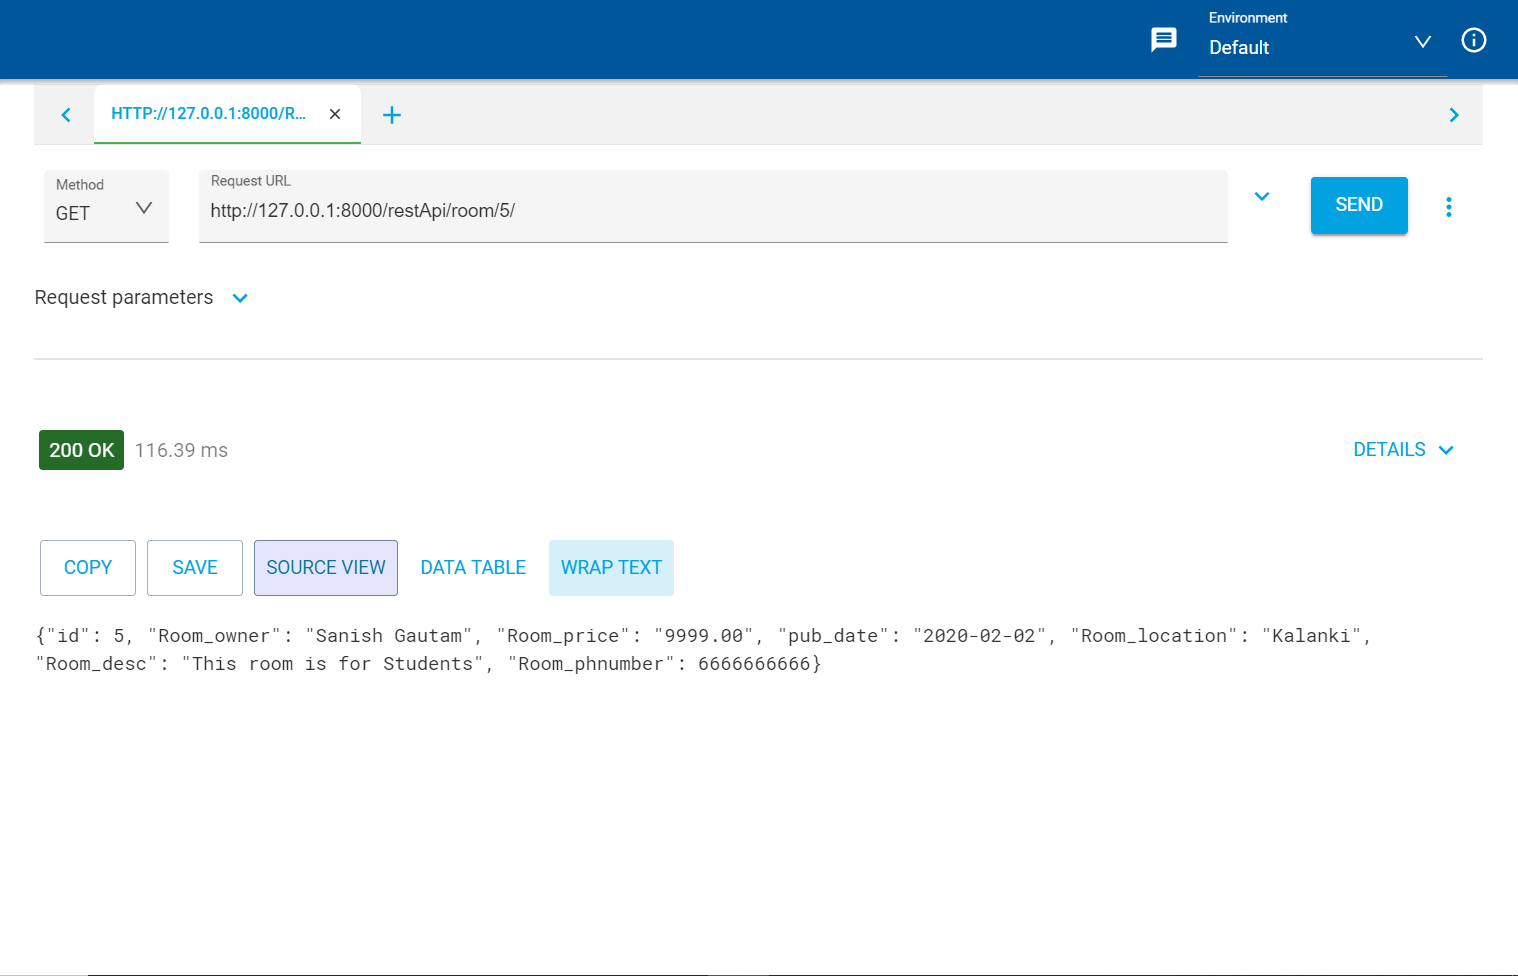 Environment
Default
HTTP://127.0.0.1:8000/R...
Method
GET
Request URL
http://127.0.0.1:8000/restApi/room/5/
SEND
Request parameters
200 OK
116.39 ms
DETAILS
COPY
SAVE
SOURCE VIEW
DATA TABLE
WRAP TEXT
{"id": 5, "Room_owner": "Sanish Gautam", "Room_price": "9999.00", "pub_date": "2020-02-02", "Room_location": "Kalanki",
"Room_desc": "This room is for Students", "Room_phnumber": 6666666666}